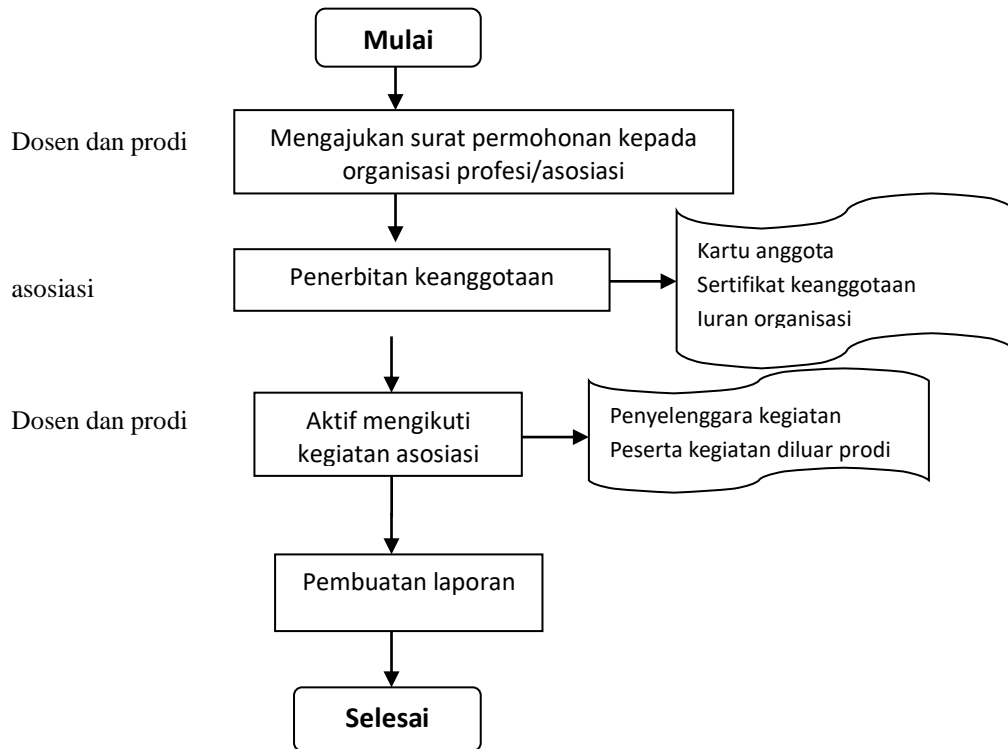 Mulai
Dosen dan prodi
Mengajukan surat permohonan kepada
organisasi profesi/asosiasi
asosiasi
Penerbitan keanggotaan
Kartu anggota
Sertifikat keanggotaan
Iuran organisasi
Dosen dan prodi
Aktif mengikuti
kegiatan asosiasi
Penyelenggara kegiatan
Peserta kegiatan diluar prodi
Pembuatan laporan
Selesai